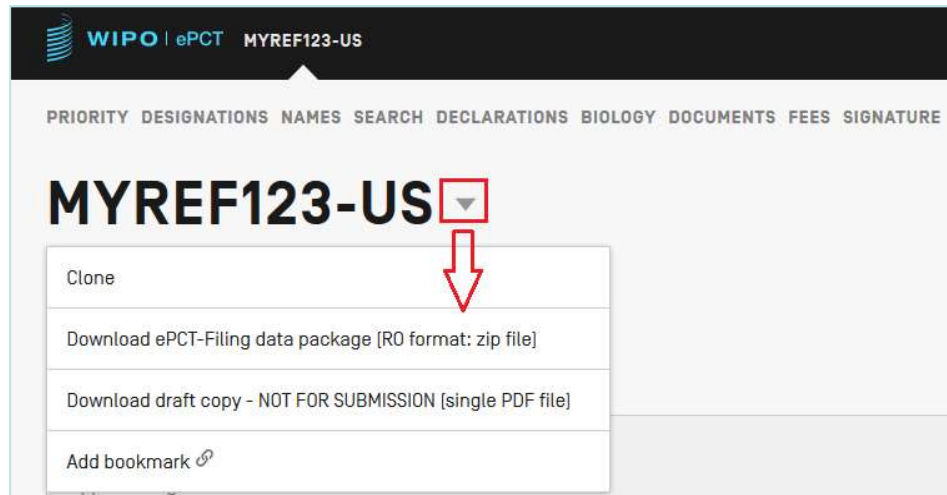 WIPO | ePCT MYREF123-US
PRIORITY DESIGNATIONS NAMES SEARCH DECLARATIONS BIOLOGY DOCUMENTS FEES SIGNATURE
MYREF123-US
Clone
Download ePCT-Filing data package [RO format: zip file]
Download draft copy - NOT FOR SUBMISSION [single PDF file]
Add bookmark